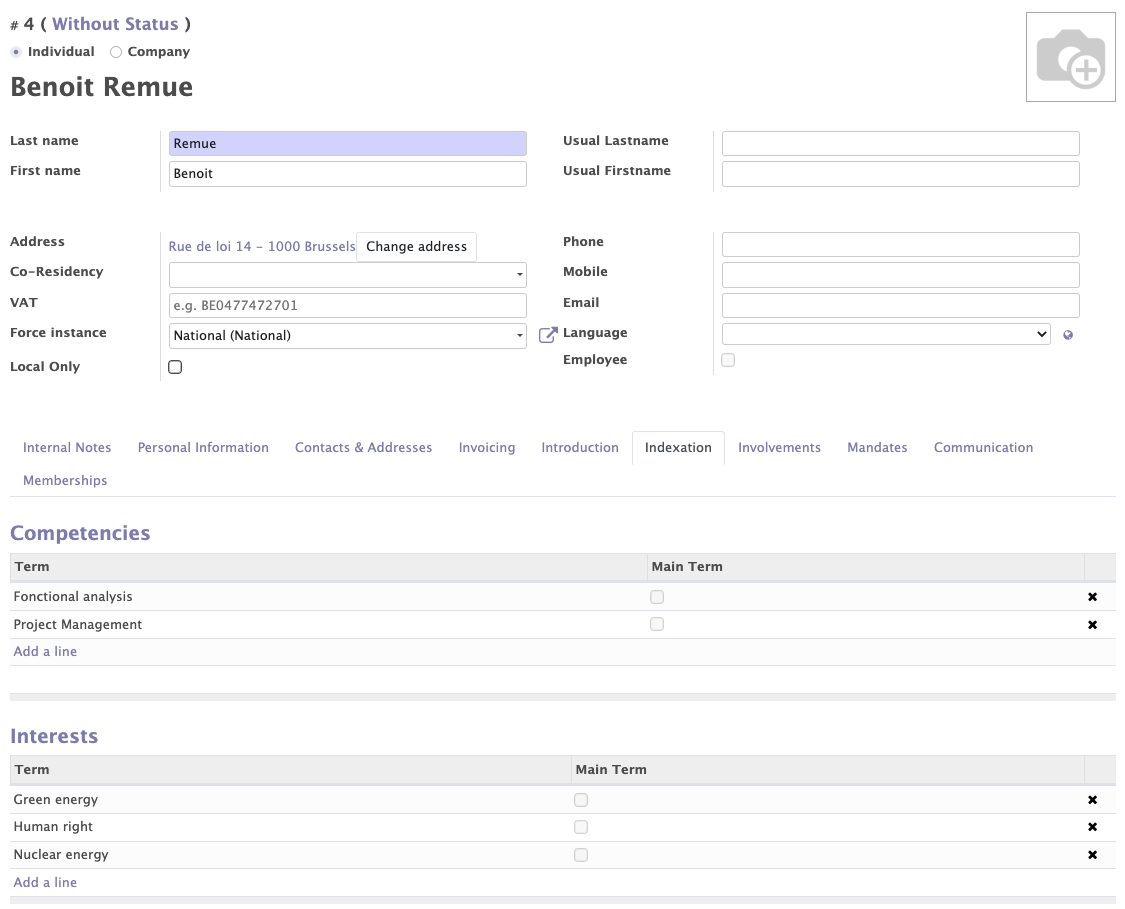 # 4 ( Without Status )
Individual Company
Benoit Remue
Last name Remue Usual Lastname
First name Benoit Usual Firstname
Address Rue de loi 14 - 1000 Brussels Change address Phone
Co-Residency Mobile
VAT e.g. BE0477472701 Email
Force instance National (National) Language
Local Only Employee
Internal Notes Personal Information Contacts & Addresses Invoicing Introduction Indexation Involvements Mandates Communication
Memberships
Competencies
Term Main Term
Fonctional analysis
Project Management
Add a line
Interests
Term Main Term
Green energy
Human right
Nuclear energy
Add a line